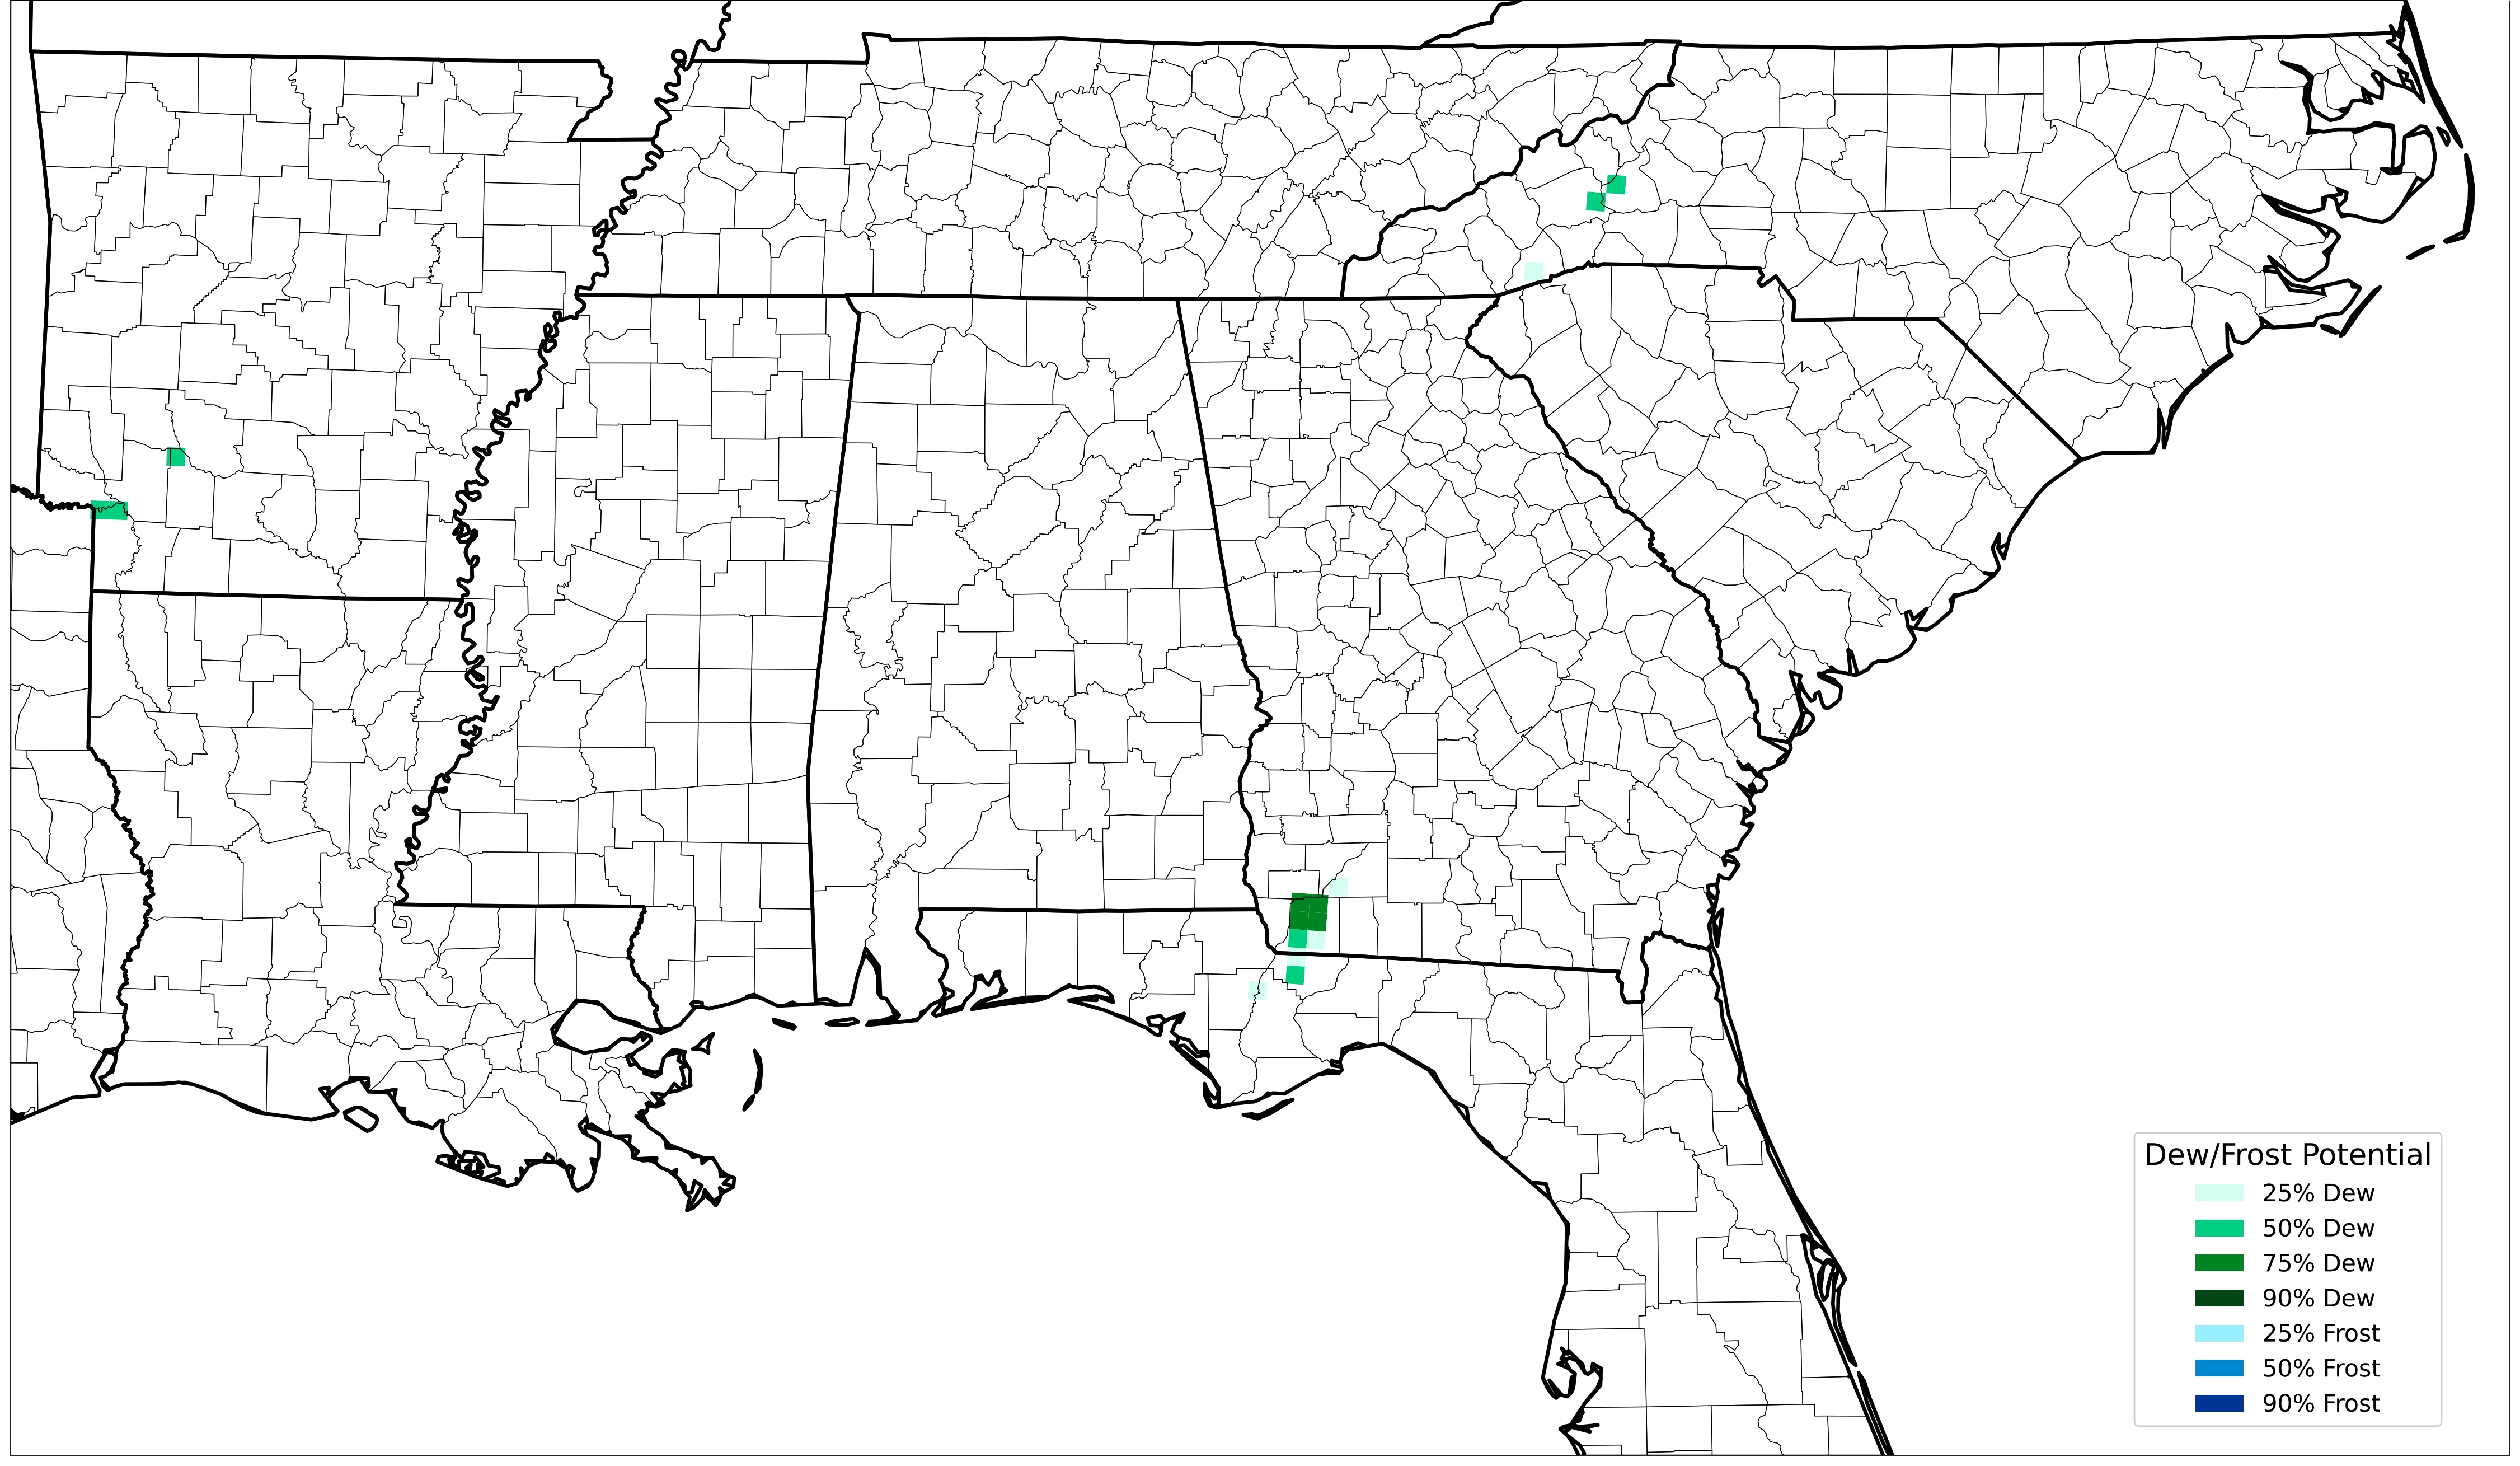 Dew/Frost Potential
25% Dew
50% Dew
75% Dew
90% Dew
25% Frost
50% Frost
90% Frost